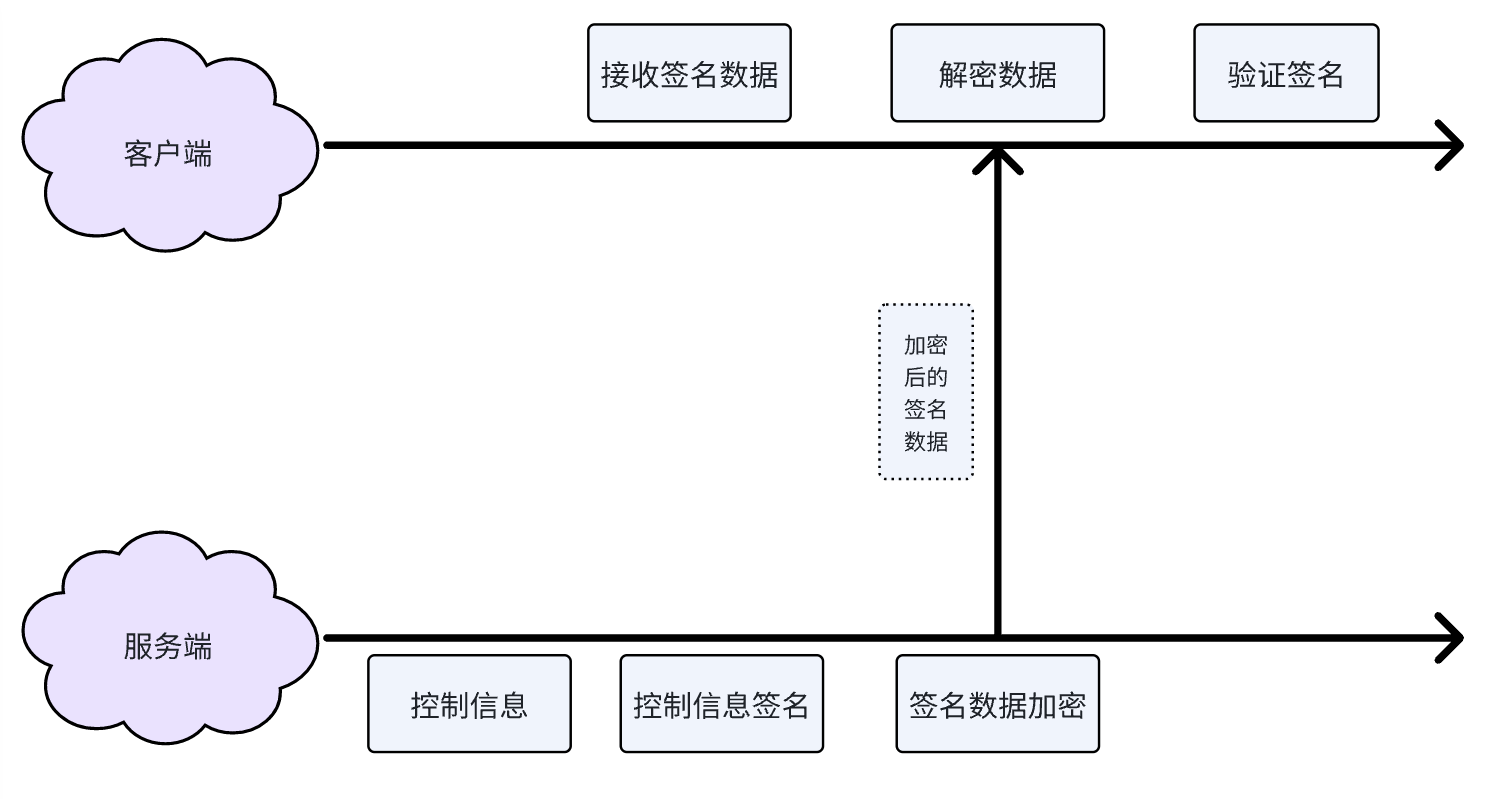 接收签名数据
解密数据
验证签名
客户端
加密
后的
签名
数据
服务端
控制信息
控制信息签名
签名数据加密